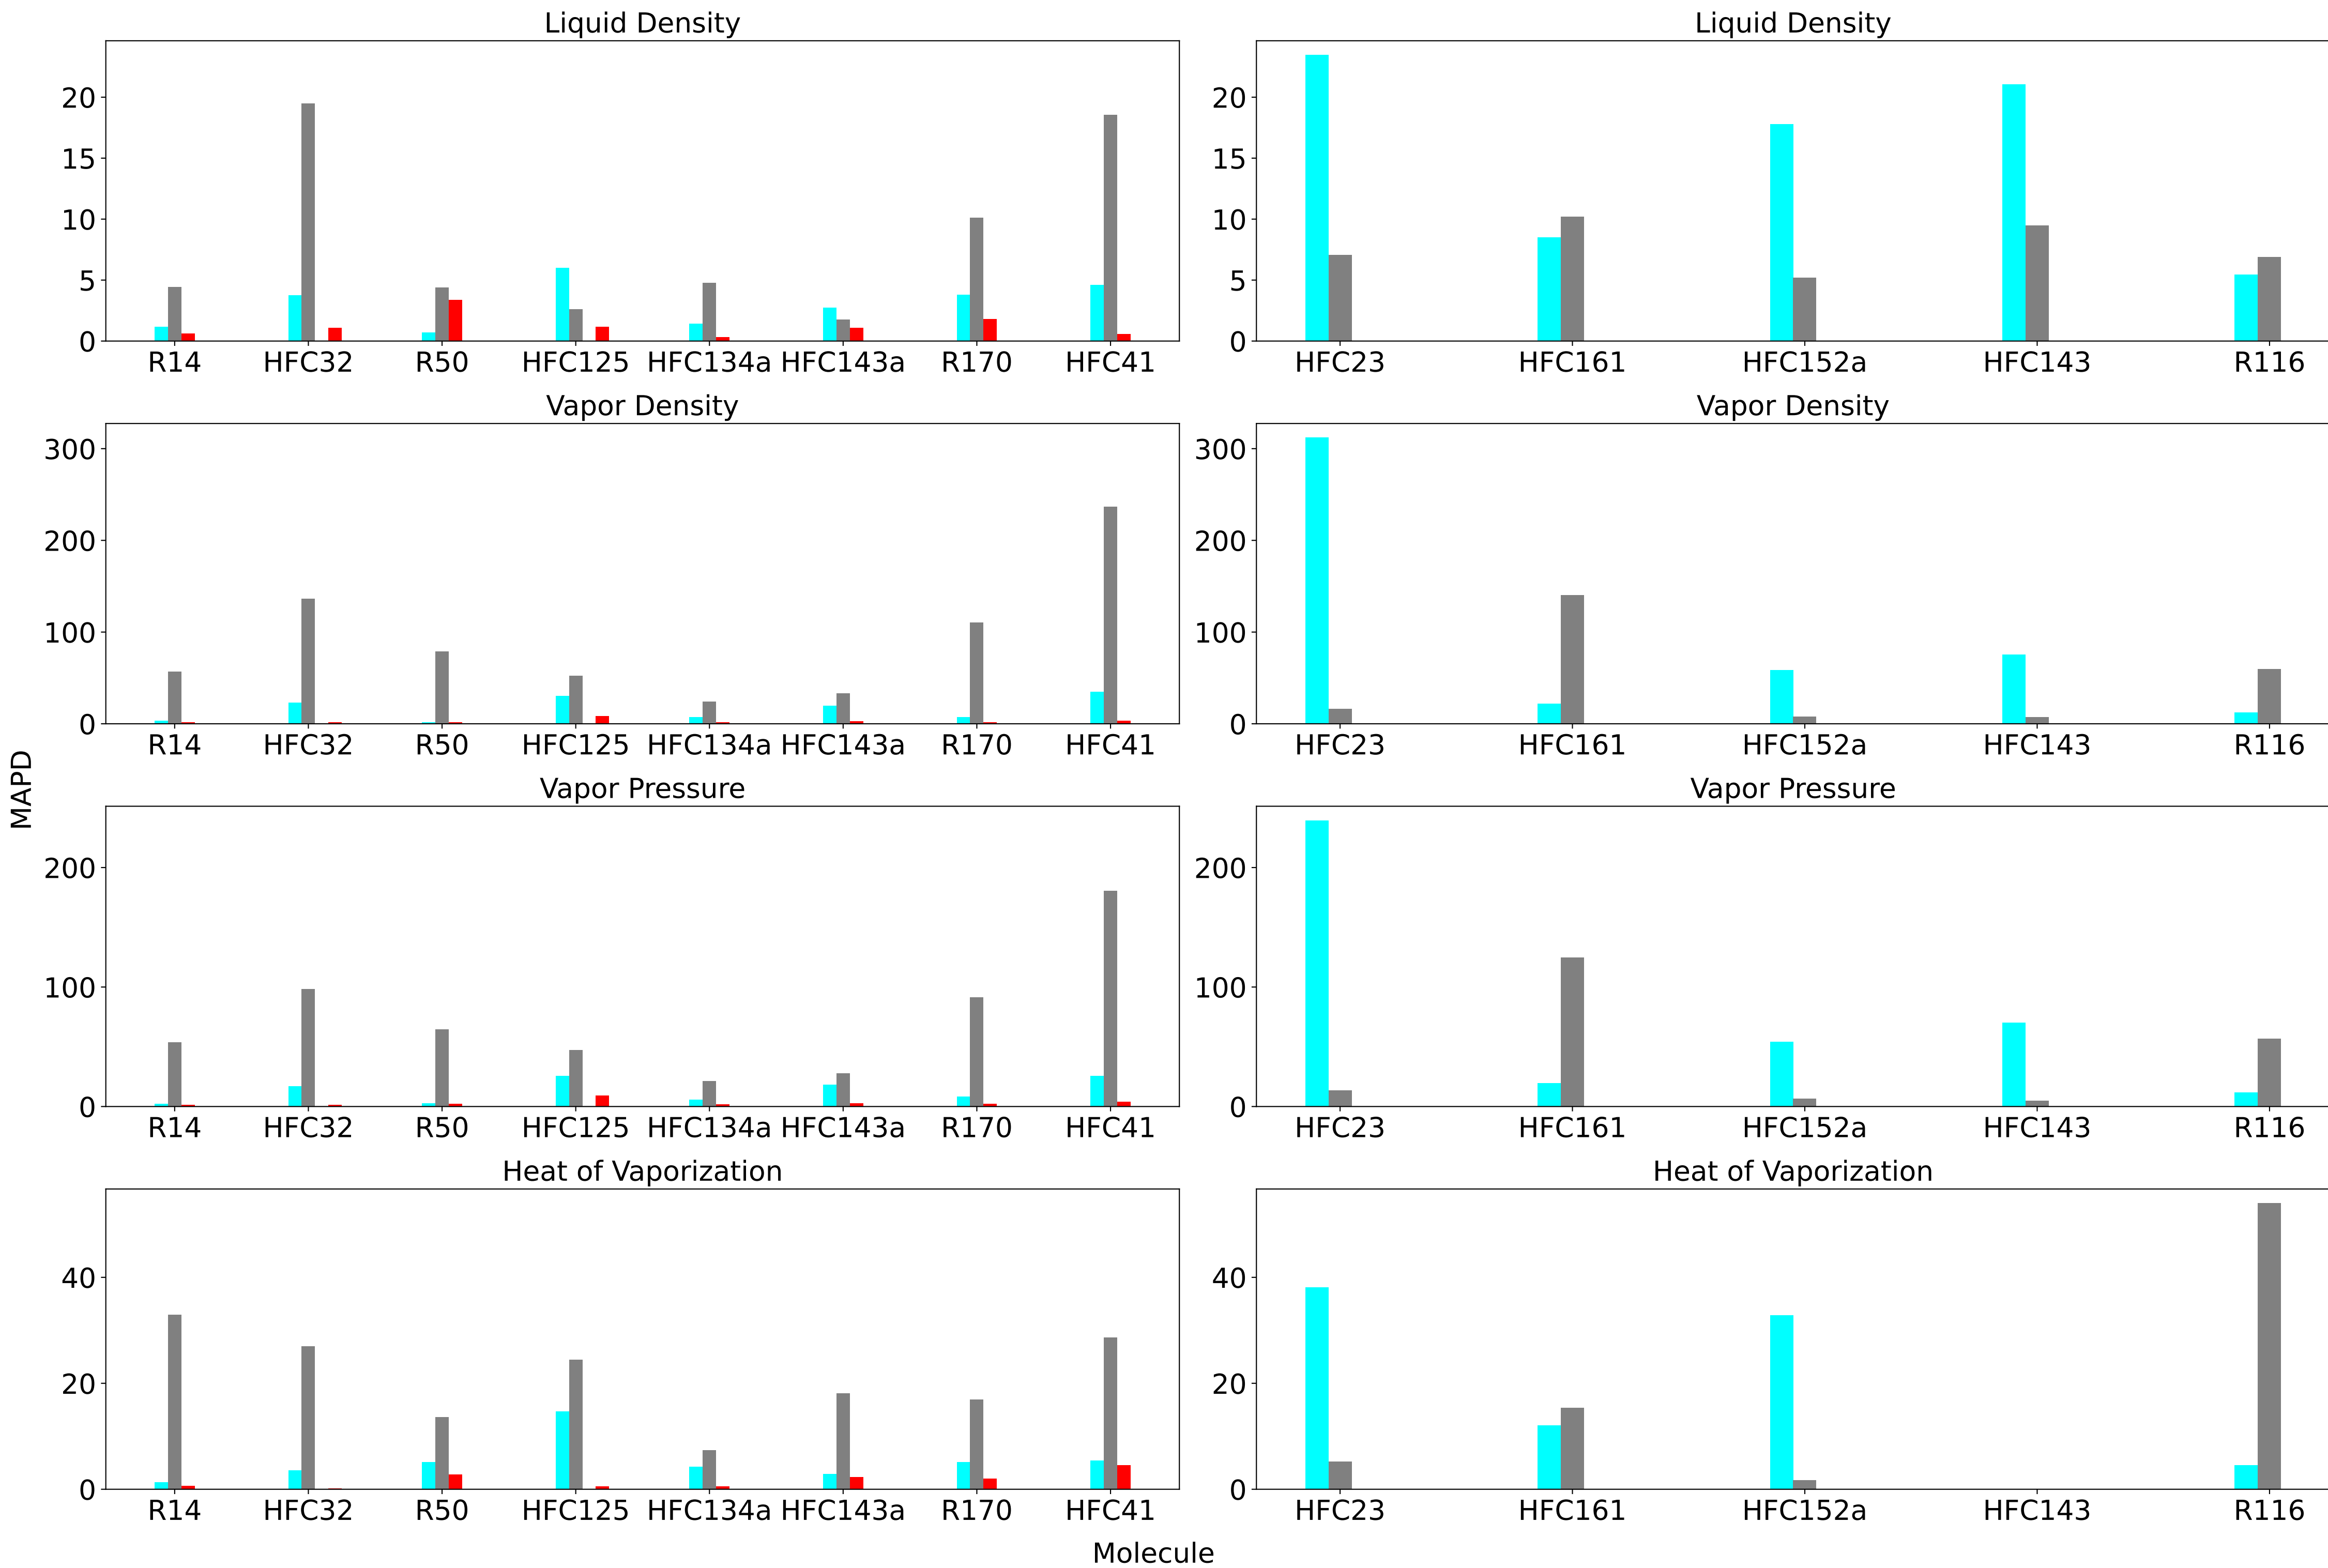 Liquid Density
20
15
10
5
0
R14 HFC32 R50 HFC125 HFC134a HFC143a R170 HFC41
Liquid Density
20
15
10
5
0
HFC23 HFC161 HFC152a HFC143 R116
Vapor Density
300
200
100
0
R14 HFC32 R50 HFC125 HFC134a HFC143a R170 HFC41
Vapor Density
300
200
100
0
HFC23 HFC161 HFC152a HFC143 R116
MAPD
Vapor Pressure
200
100
0
R14 HFC32 R50 HFC125 HFC134a HFC143a R170 HFC41
Vapor Pressure
200
100
0
HFC23 HFC161 HFC152a HFC143 R116
Heat of Vaporization
40
20
0
R14 HFC32 R50 HFC125 HFC134a HFC143a R170 HFC41
Heat of Vaporization
40
20
0
HFC23 HFC161 HFC152a HFC143 R116
Molecule